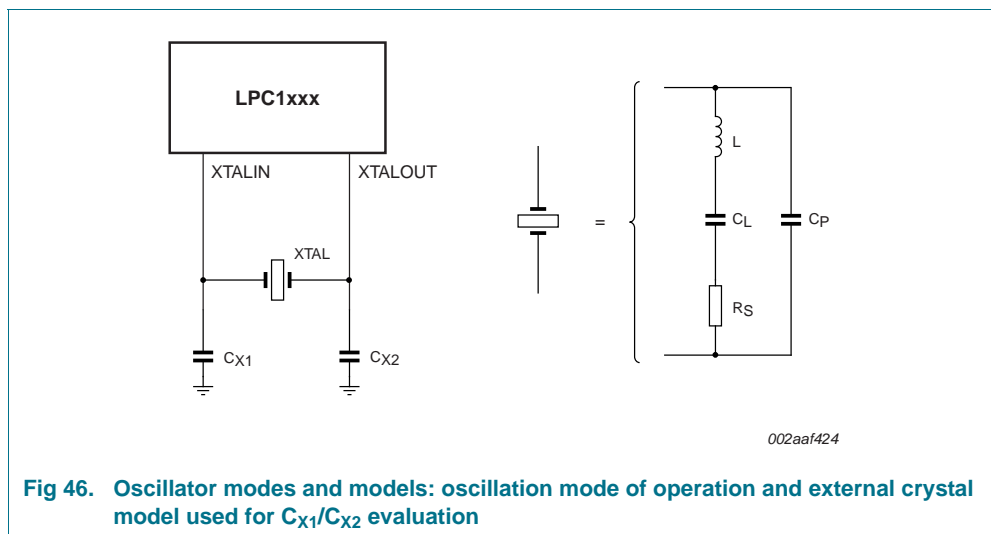 LPC1xxx
XTALIN
XTALOUT
XTAL
CX1
CX2
=
L
CL
CP
RS
002aaf424
Fig 46. Oscillator modes and models: oscillation mode of operation and external crystal
model used for CX1/CX2 evaluation